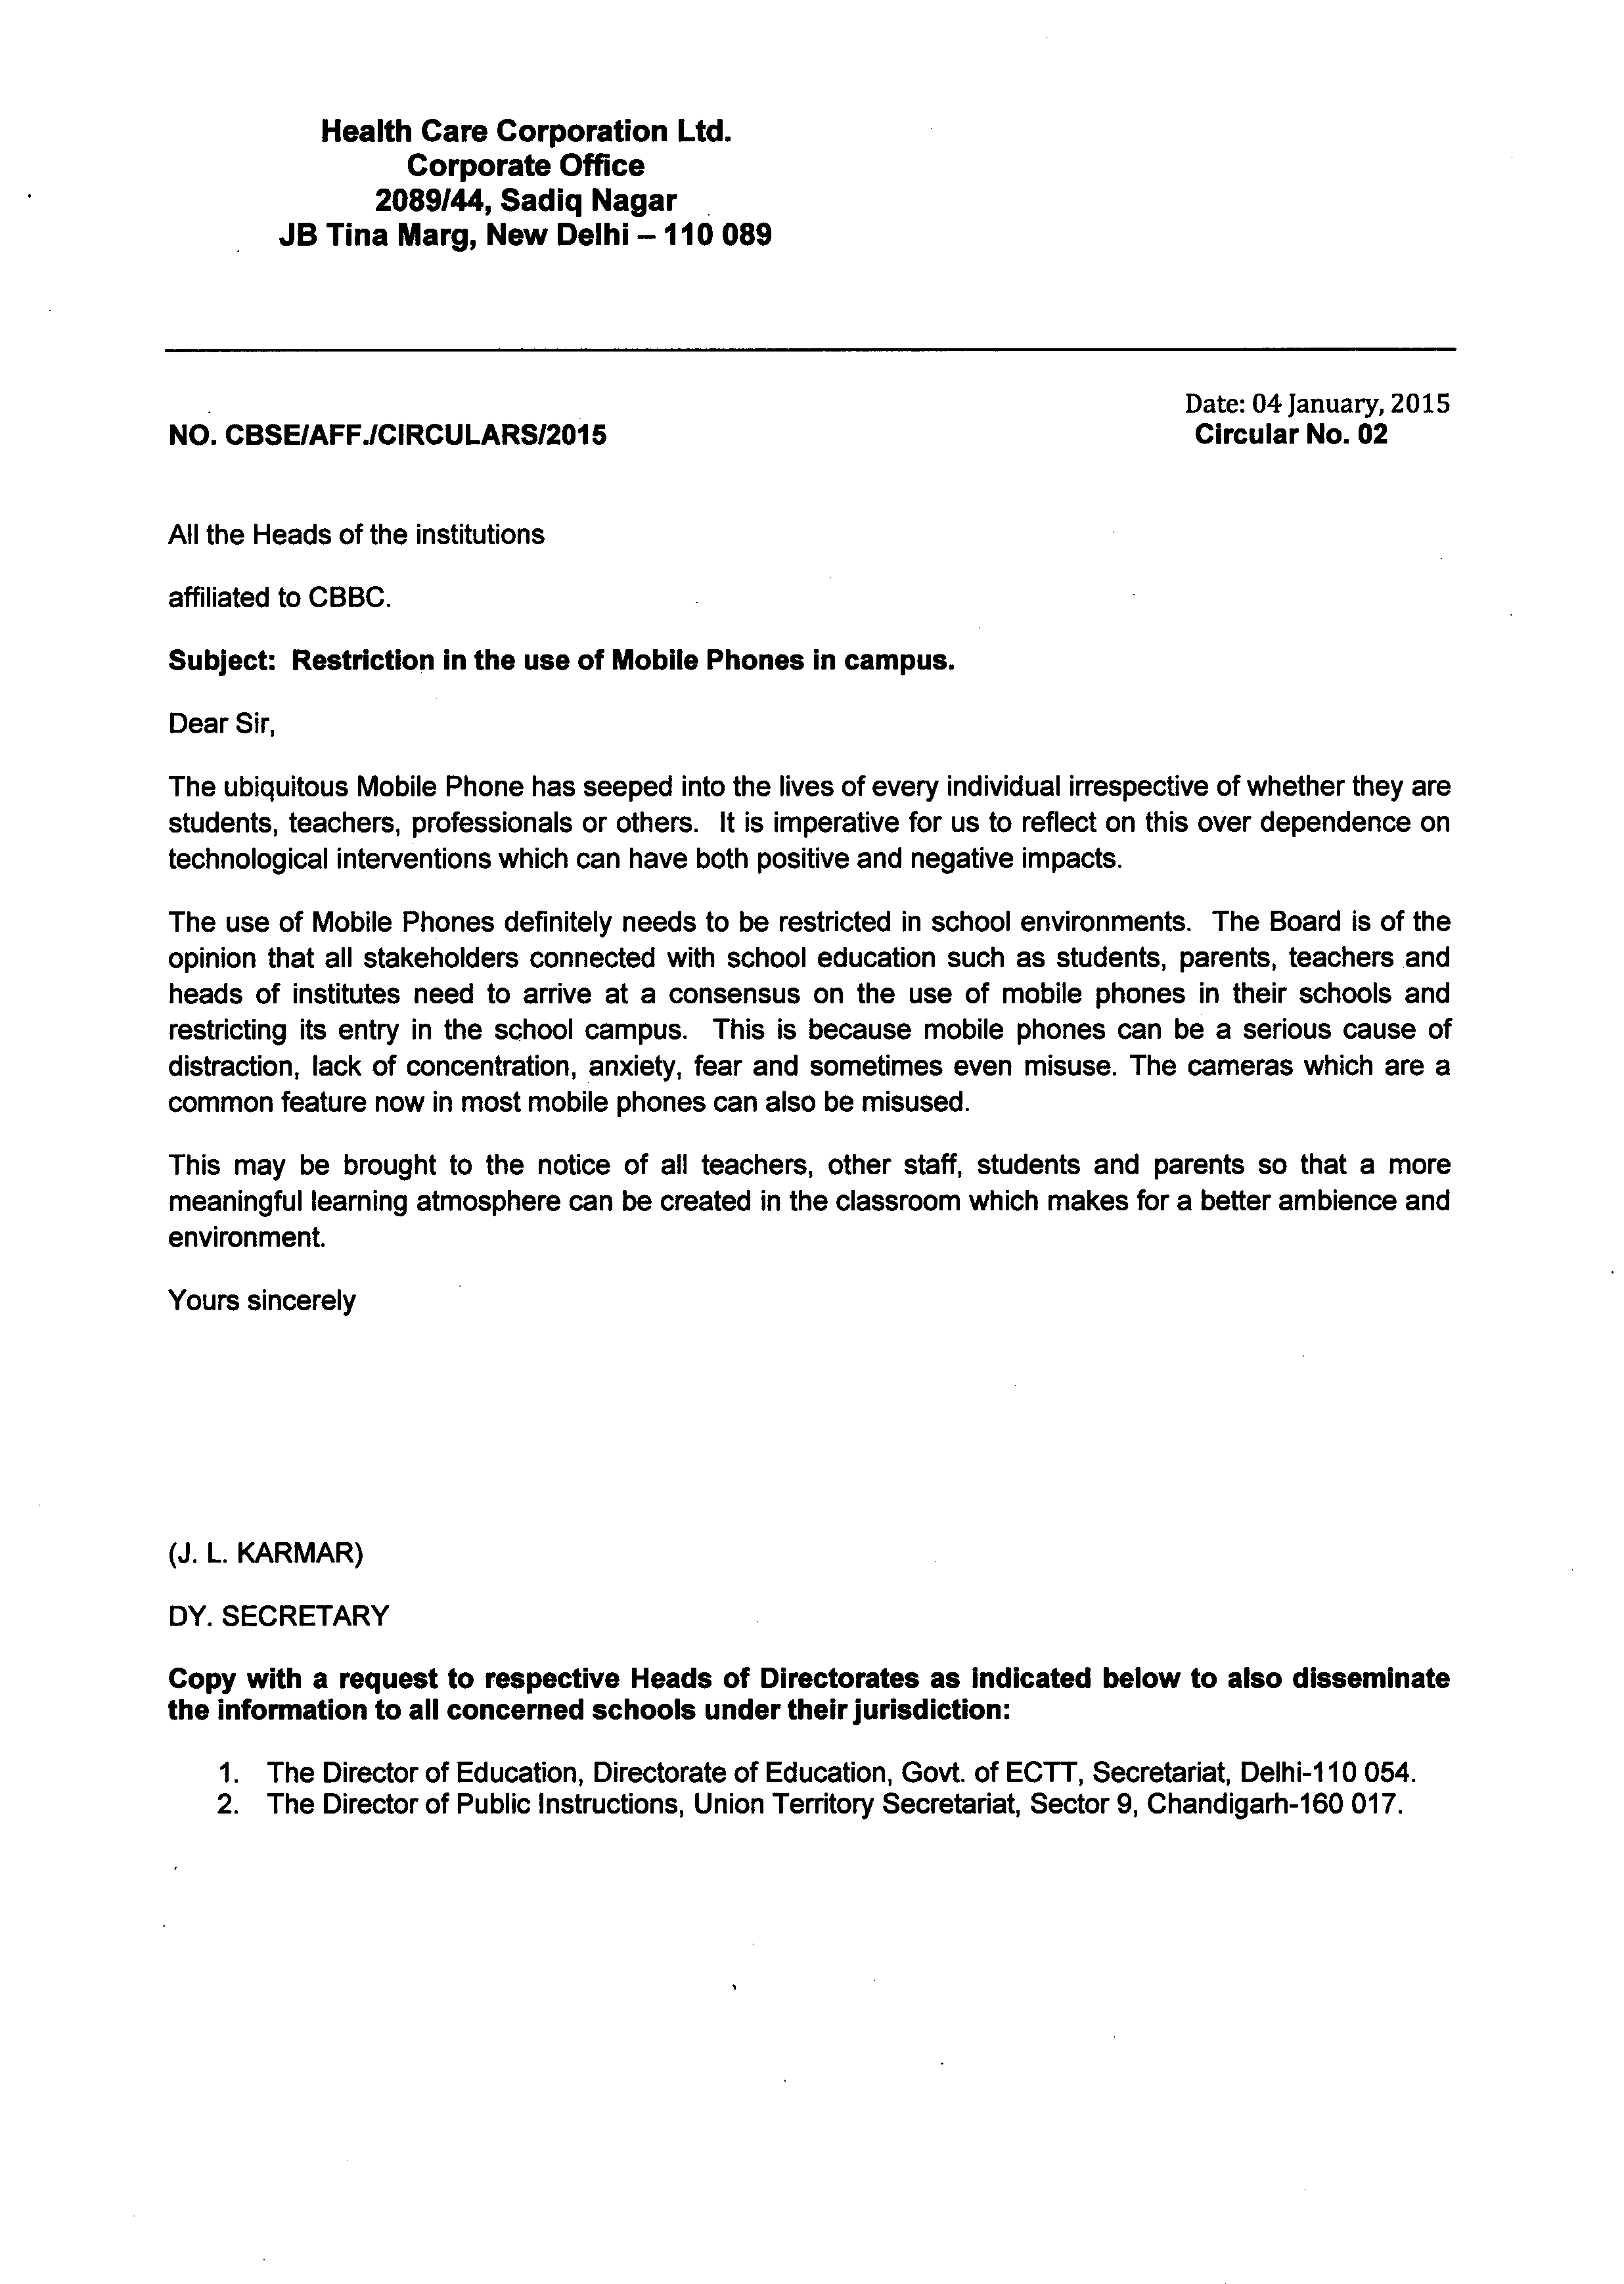 Health Care Corporation Ltd.
Corporate Office
2089/44, Sadiq Nagar
JB Tina Marg, New Delhi – 110 089
Date: 04 January, 2015
NO. CBSE/AFF./CIRCULARS/2015 Circular No. 02
All the Heads of the institutions
affiliated to CBBC.
Subject: Restriction in the use of Mobile Phones in campus.
Dear Sir,
The ubiquitous Mobile Phone has seeped into the lives of every individual irrespective of whether they are
students, teachers, professionals or others. It is imperative for us to reflect on this over dependence on
technological interventions which can have both positive and negative impacts.
The use of Mobile Phones definitely needs to be restricted in school environments. The Board is of the
opinion that all stakeholders connected with school education such as students, parents, teachers and
heads of institutes need to arrive at a consensus on the use of mobile phones in their schools and
restricting its entry in the school campus. This is because mobile phones can be a serious cause of
distraction, lack of concentration, anxiety, fear and sometimes even misuse. The cameras which are a
common feature now in most mobile phones can also be misused.
This may be brought to the notice of all teachers, other staff, students and parents so that a more
meaningful learning atmosphere can be created in the classroom which makes for a better ambience and
environment.
Yours sincerely
(J. L. KARMAR)
DY. SECRETARY
Copy with a request to respective Heads of Directorates as indicated below to also disseminate
the information to all concerned schools under their jurisdiction:
1. The Director of Education, Directorate of Education, Govt. of ECTT, Secretariat, Delhi-110 054.
2. The Director of Public Instructions, Union Territory Secretariat, Sector 9, Chandigarh-160 017.